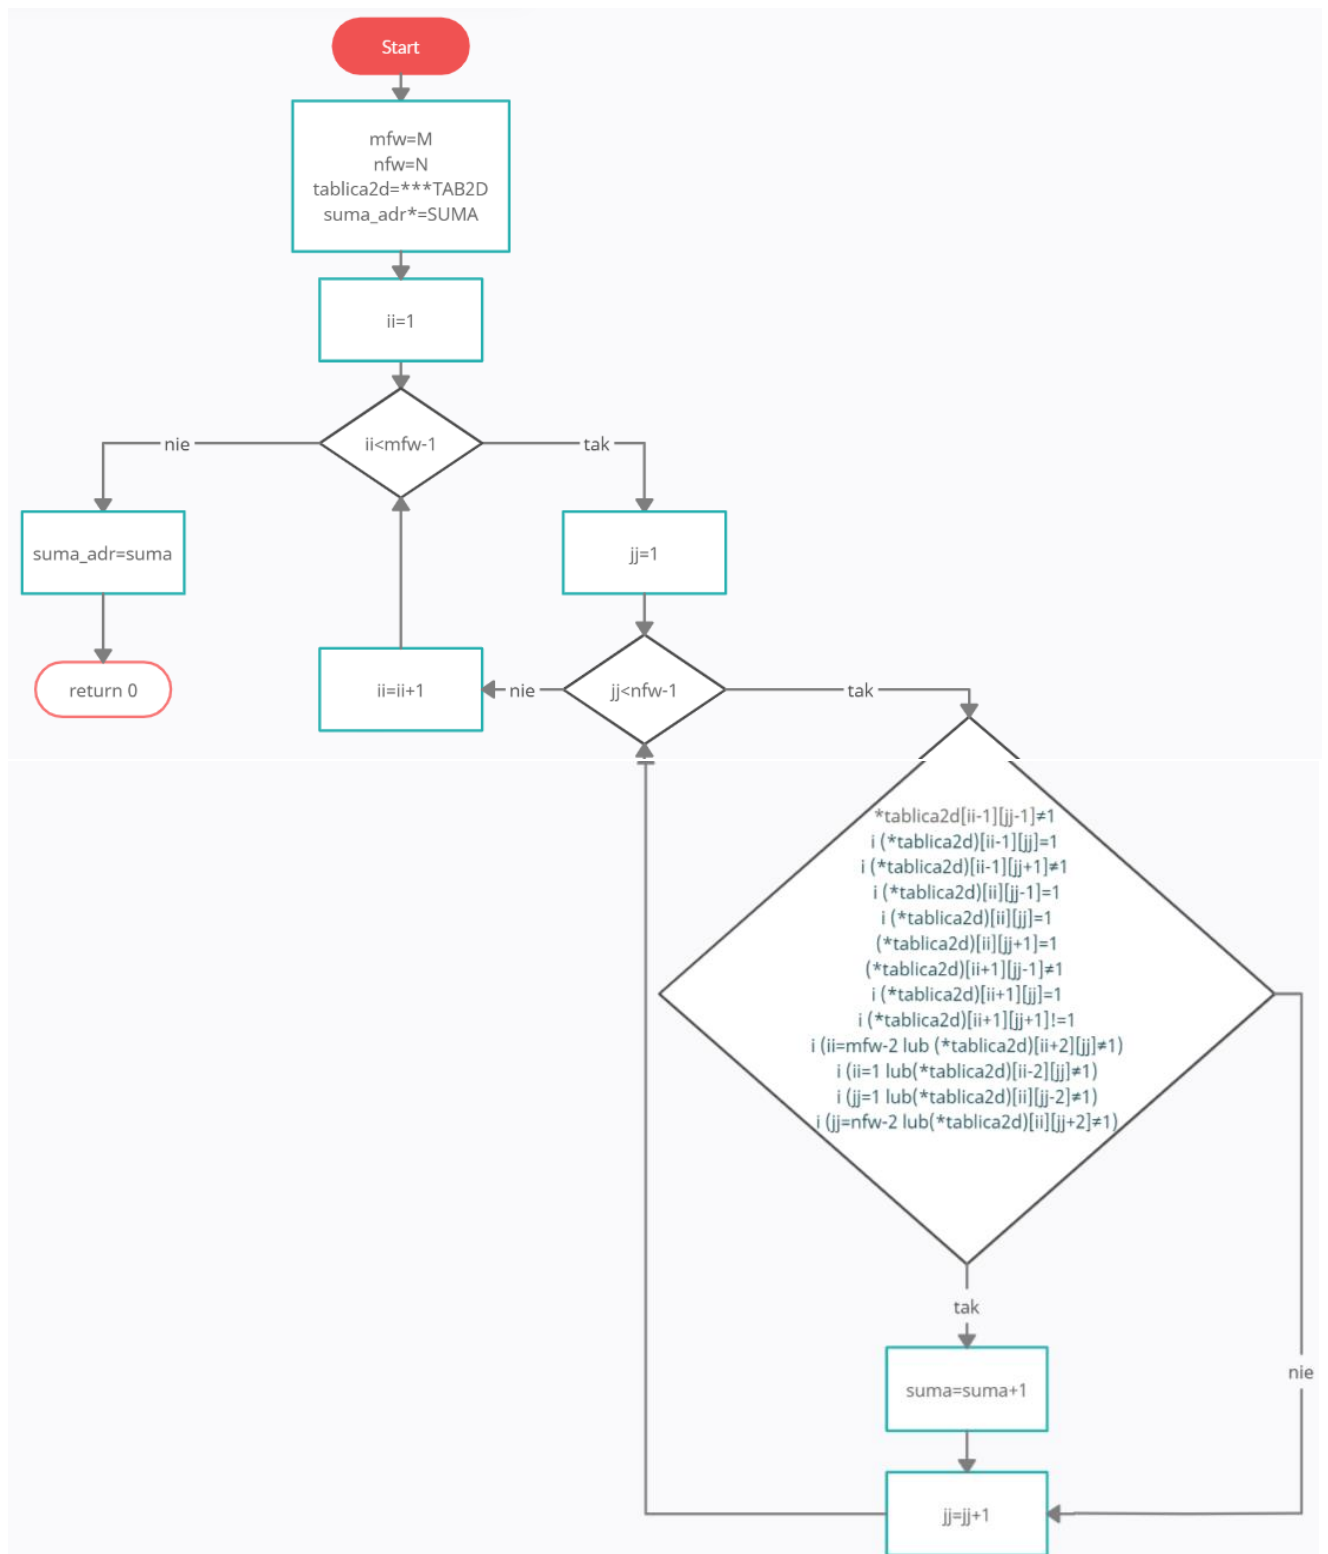 Start
mfw=M
nfw=N
tablica2d=***TAB2D
suma_adr*=SUMA
ii=1
ii<mfw-1
nie
tak
suma_adr=suma
jj=1
return 0
ii=ii+1
nie
jj<nfw-1
tak
*tablica2d[ii-1][jj-1]≠1
i (*tablica2d)[ii-1][jj]=1
i (*tablica2d)[ii-1][jj+1]≠1
i (*tablica2d)[ii][jj-1]=1
i (*tablica2d)[ii][jj]=1
(*tablica2d)[ii][jj+1]=1
(*tablica2d)[ii+1][jj-1]≠1
i (*tablica2d)[ii+1][jj]=1
i (*tablica2d)[ii+1][jj+1]!=1
i (ii=mfw-2 lub (*tablica2d)[ii+2][jj]≠1)
i (ii=1 lub(*tablica2d)[ii-2][jj]≠1)
i (jj=1 lub(*tablica2d)[ii][jj-2]≠1)
i (jj=nfw-2 lub(*tablica2d)[ii][jj+2]≠1)
tak
nie
suma=suma+1
jj=jj+1